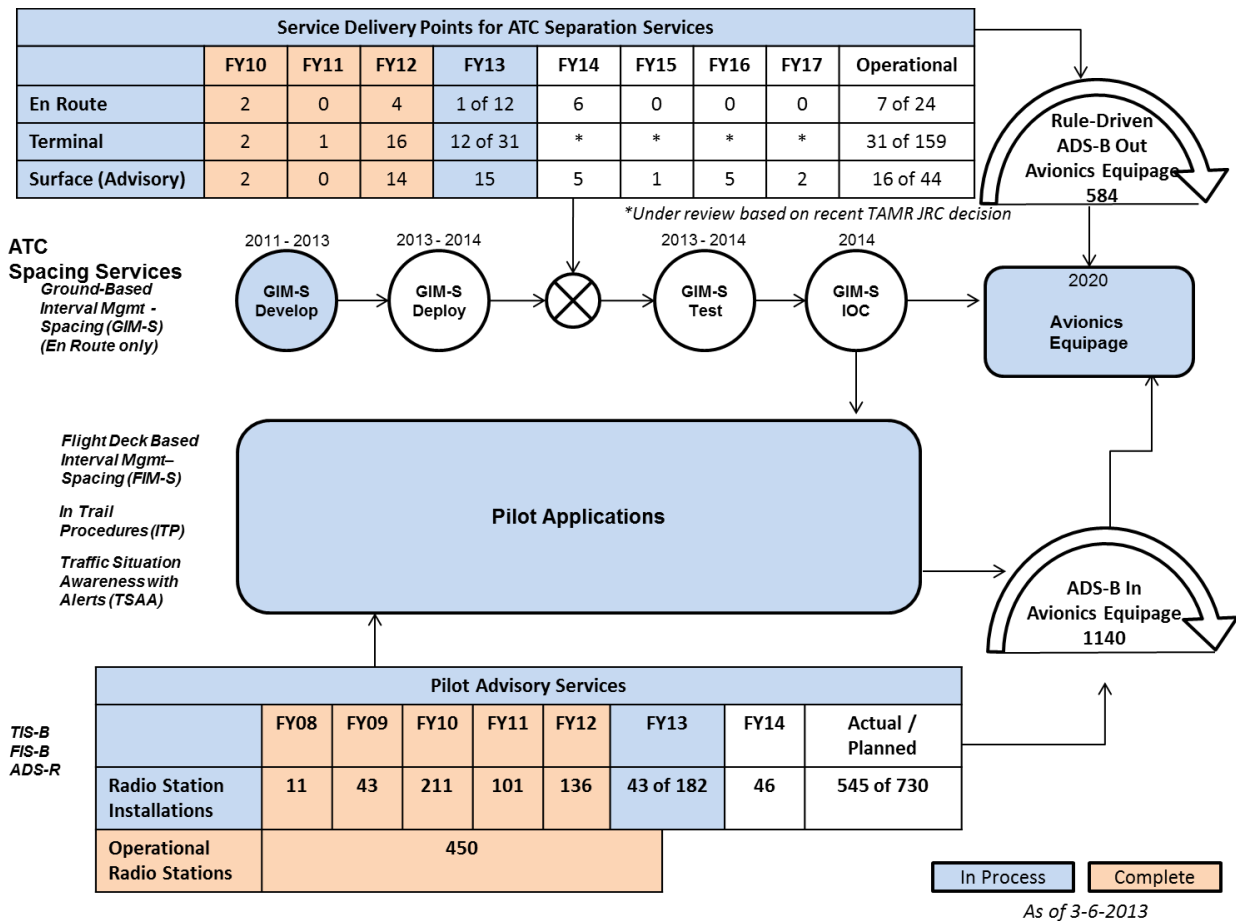 Service Delivery Points for ATC Separation Services
FY10 FY11 FY12 FY13 FY14 FY15 FY16 FY17 Operational
En Route 2 0 4 1 of 12 6 0 0 0 7 of 24
Terminal 2 1 16 12 of 31 * * * * 31 of 159
Surface (Advisory) 2 0 14 15 5 1 5 2 16 of 44
*Under review based on recent TAMR JRC decision
Rule-Driven
ADS-B Out
Avionics Equipage
584
ATC
Spacing Services
Ground-Based
Interval Mgmt -
Spacing (GIM-S)
(En Route only)
2011 - 2013
GIM-S
Develop
2013 - 2014
GIM-S
Deploy
2013 - 2014
GIM-S
Test
2014
GIM-S
IOC
2020
Avionics
Equipage
Flight Deck Based
Interval Mgmt–
Spacing (FIM-S)
In Trail
Procedures (ITP)
Traffic Situation
Awareness with
Alerts (TSAA)
Pilot Applications
ADS-B In
Avionics Equipage
1140
TIS-B
FIS-B
ADS-R
Pilot Advisory Services
FY08 FY09 FY10 FY11 FY12 FY13 FY14 Actual /
Planned
Radio Station 11 43 211 101 136 43 of 182 46 545 of 730
Installations
Operational 450
Radio Stations
In Process Complete
As of 3-6-2013